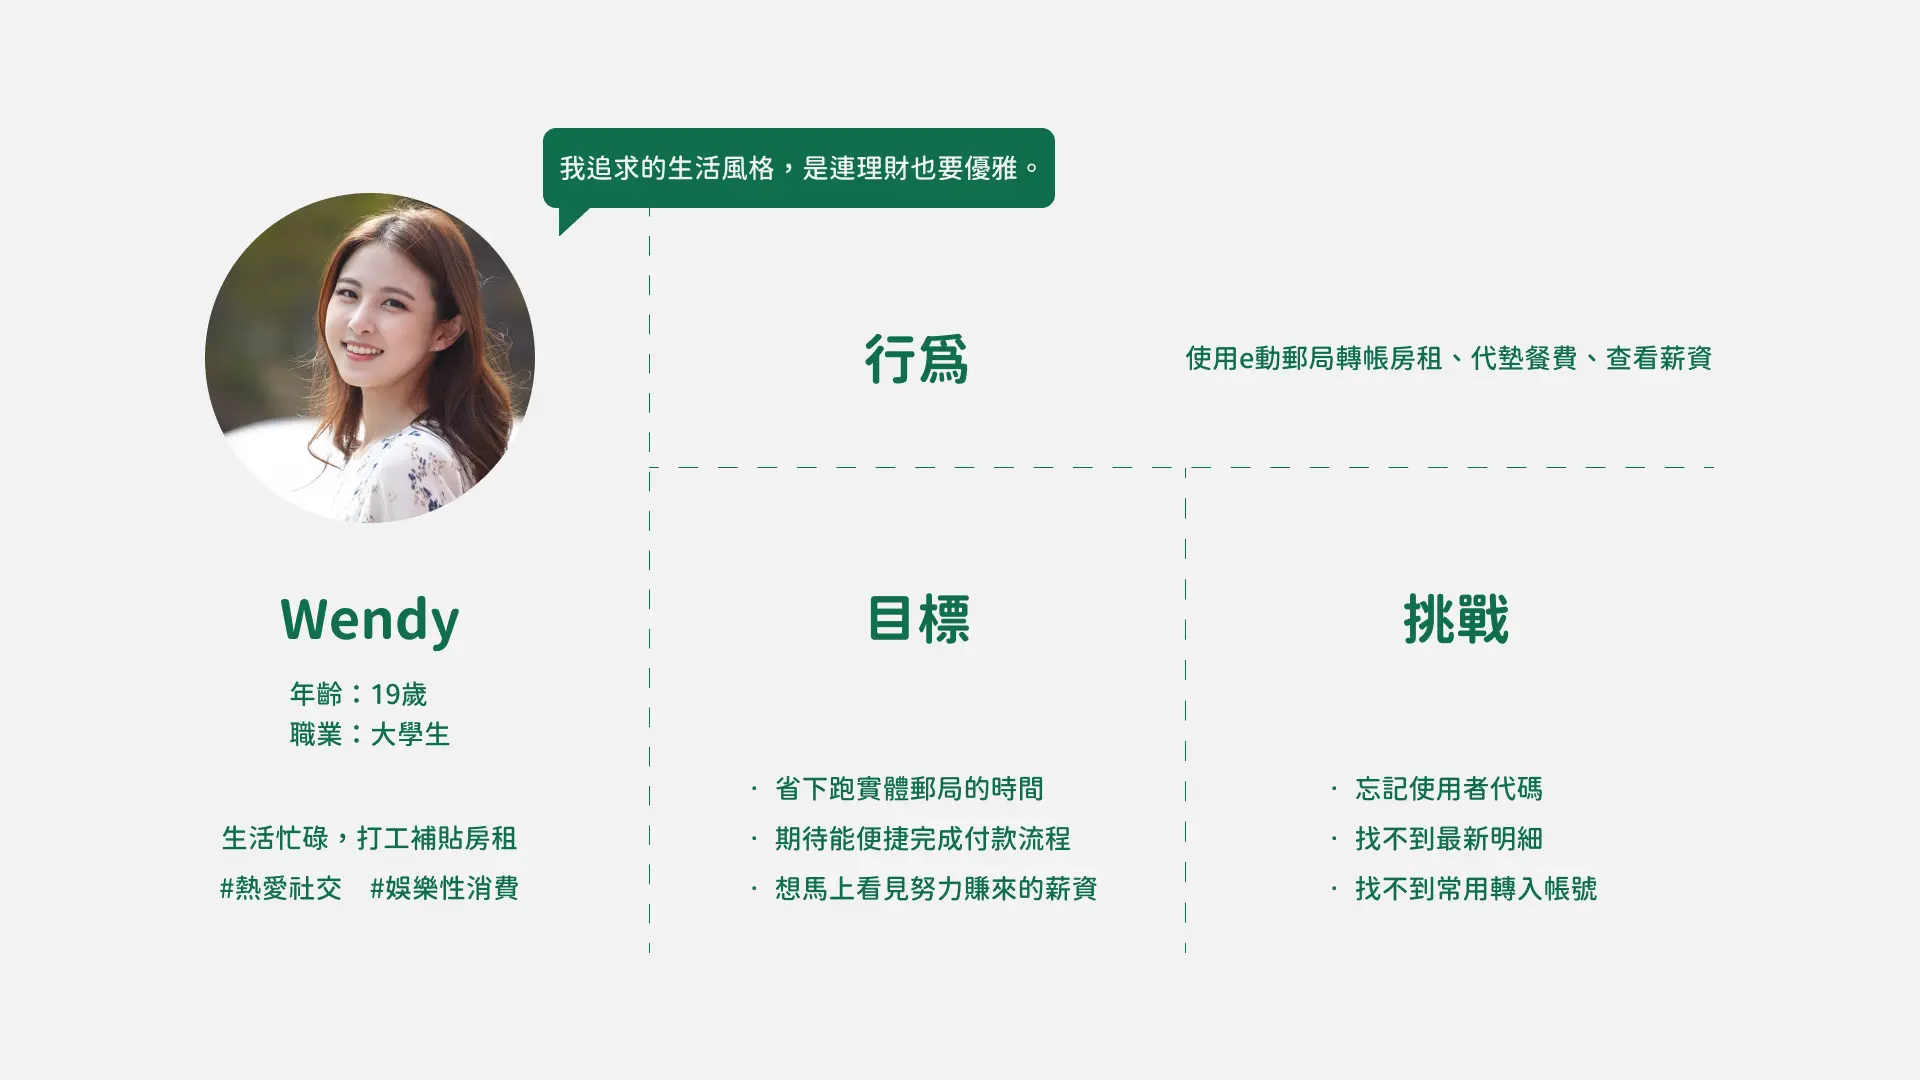 我追求的生活風格，是連理財也要優雅。
Wendy
年齡：19歲
職業：大學生
生活忙碌，打工補貼房租
#熱愛社交　#娛樂性消費
行為
使用e動郵局轉帳房租、代墊餐費、查看薪資
目標
· 省下跑實體郵局的時間
· 期待能便捷完成付款流程
· 想馬上看見努力賺來的薪資
挑戰
· 忘記使用者代碼
· 找不到最新明細
· 找不到常用轉入帳號